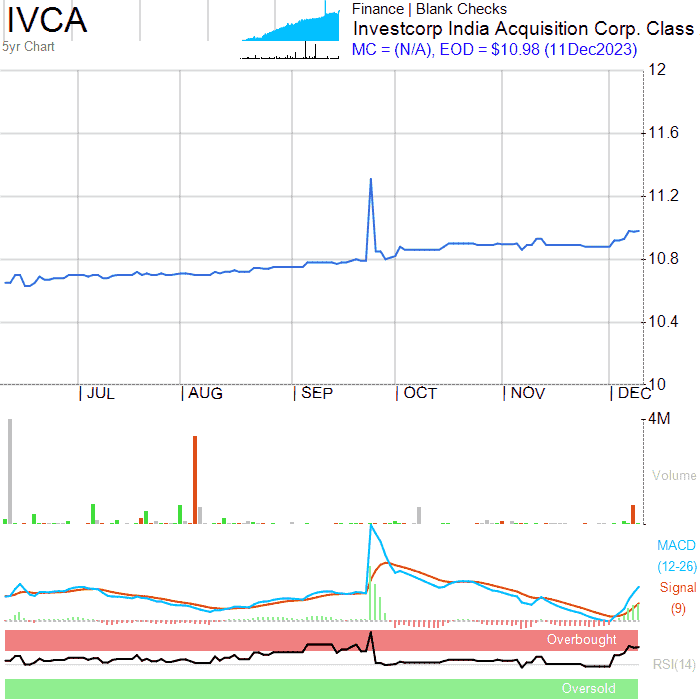 IVCA
5yr Chart
Finance | Blank Checks
Investcorp India Acquisition Corp. Class
MC = (N/A), EOD = $10.98 (11Dec2023)
12
11.6
11.2
10.8
10.4
10
| JUL | AUG | SEP | OCT | NOV | DEC
4M
Volume
MACD
(12-26)
Signal
(9)
Overbought
RSI(14)
Oversold